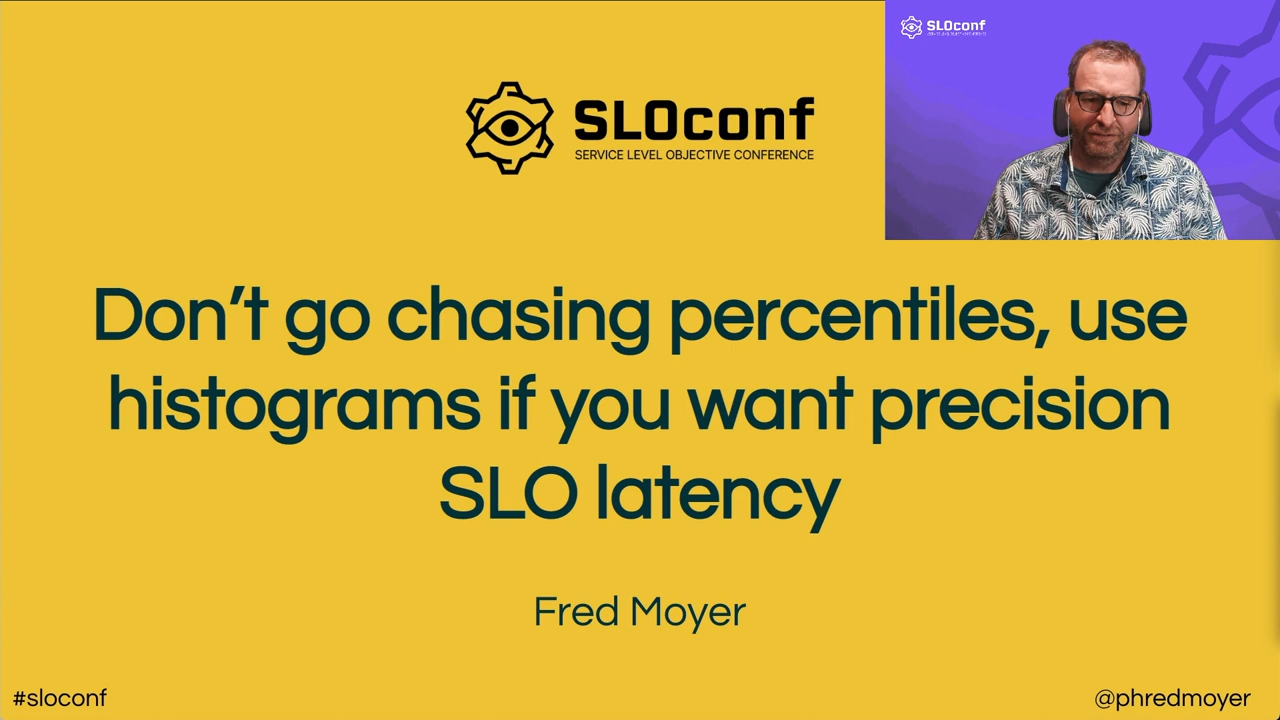 SLOconf
SLOconf
SERVICE LEVEL OBJECTIVE CONFERENCE
Don’t go chasing percentiles, use
histograms if you want precision
SLO latency
Fred Moyer
#sloconf
@phredmoyer